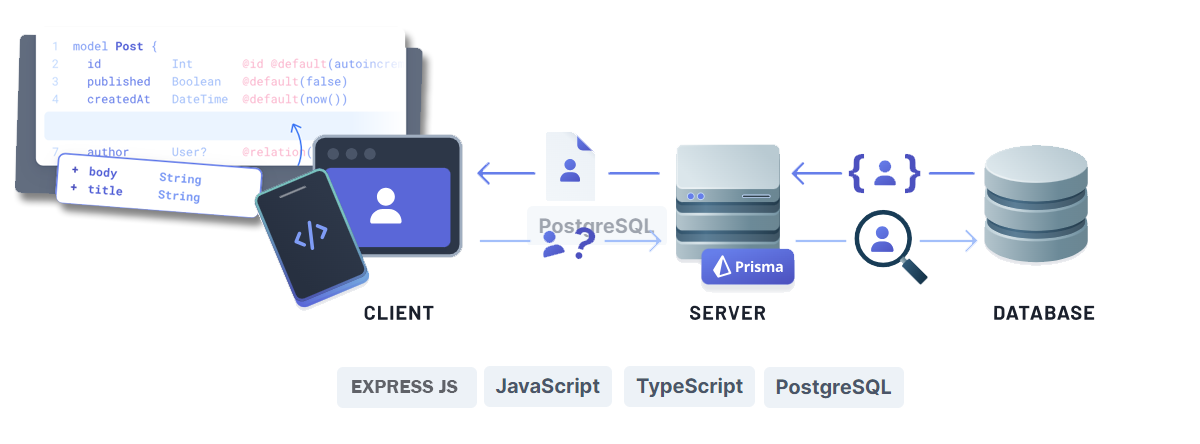 1 model Post {
2 id Int @id @default(autoincrem
3 published Boolean @default(false)
4 createdAt DateTime @default(now())
7 author User? @relation(
+ body String
+ title String
</>
PostgreSQL
?
{ }
Prisma
CLIENT
SERVER
DATABASE
EXPRESS JS
JavaScript
TypeScript
PostgreSQL